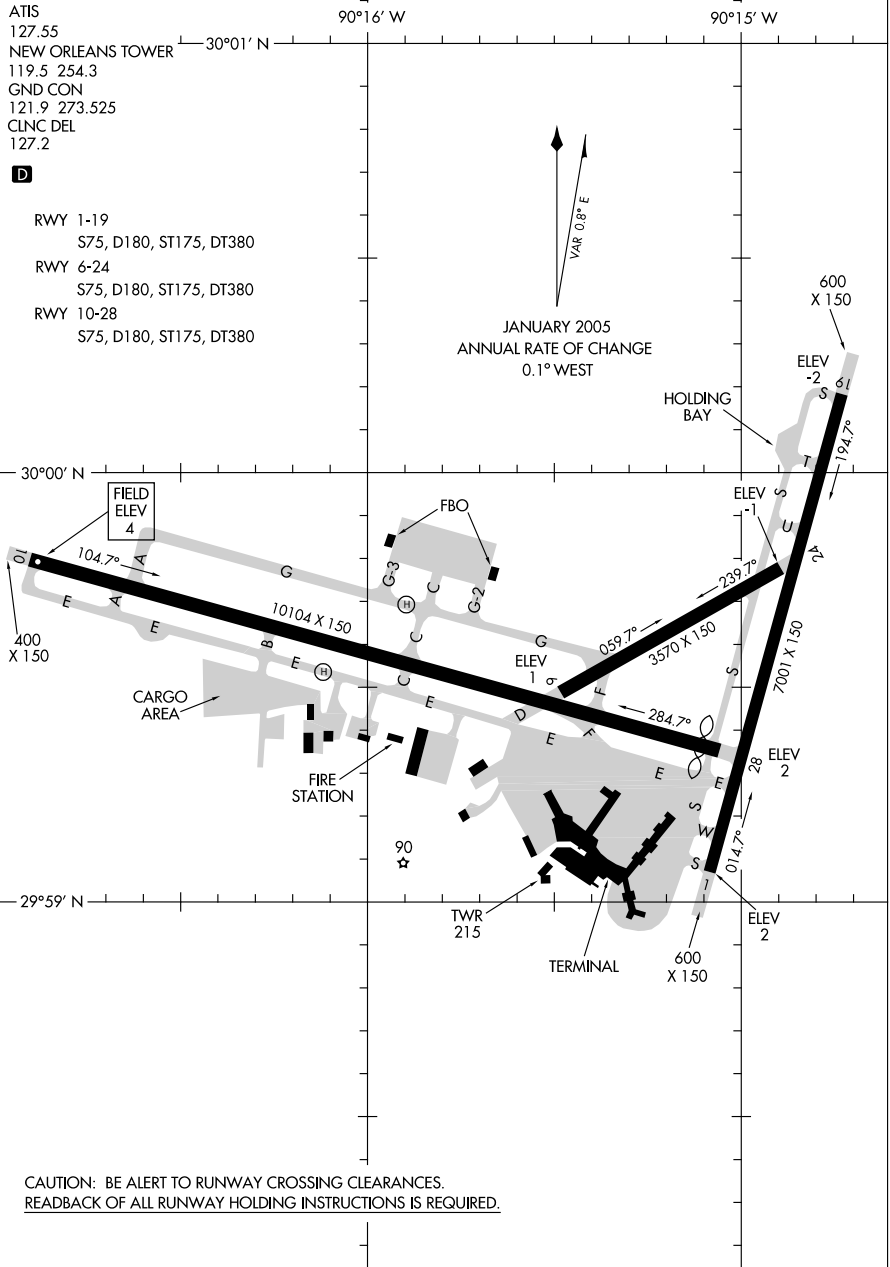 ATIS
127.55
NEW ORLEANS TOWER
119.5 254.3
GND CON
121.9 273.525
CLNC DEL
127.2
D
90°16' W
90°15' W
30°01' N
RWY 1-19
S75, D180, ST175, DT380
RWY 6-24
S75, D180, ST175, DT380
RWY 10-28
S75, D180, ST175, DT380
VAR 0.8° E
JANUARY 2005
ANNUAL RATE OF CHANGE
0.1° WEST
600
X 150
ELEV
-2
S
19
HOLDING
BAY
194.7°
T
30°00' N
FIELD
ELEV
4
FBO
ELEV
-1
S
U
24
10
104.7°
A
G
G-3
C
G-2
239.7°
E
A
E
10104 X 150
H
059.7°
3570 X 150
7001 X 150
400
X 150
B
E
H
C
C
G
ELEV
1
6
F
S
CARGO
AREA
E
D
284.7°
E
F
E
28
ELEV
2
E
FIRE
STATION
S
W
014.7°
90
S
1
29°59' N
TWR
215
TERMINAL
ELEV
2
600
X 150
CAUTION: BE ALERT TO RUNWAY CROSSING CLEARANCES.
READBACK OF ALL RUNWAY HOLDING INSTRUCTIONS IS REQUIRED.